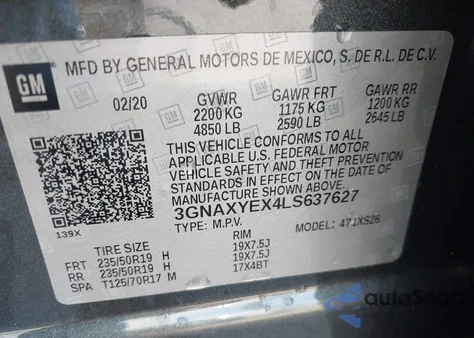 GM
MFD BY GENERAL MOTORS DE MEXICO, S. DE R.L. DE C.V.
02/20 GVWR GAWR FRT GAWR RR
2200 KG 1175 KG 1200 KG
4850 LB 2590 LB 2645 LB
THIS VEHICLE CONFORMS TO ALL
APPLICABLE U.S. FEDERAL MOTOR
VEHICLE SAFETY AND THEFT PREVENTION
STANDARDS IN EFFECT ON THE DATE OF
MANUFACTURE SHOWN ABOVE.
3GNAXYEX4LS637627
139X TYPE: M.P.V. MODEL: 471XS26
TIRE SIZE RIM
FRT 235/50R19 H 19X7.5J
RR 235/50R19 H 19X7.5J
SPA T125/70R17 M 17X4BT